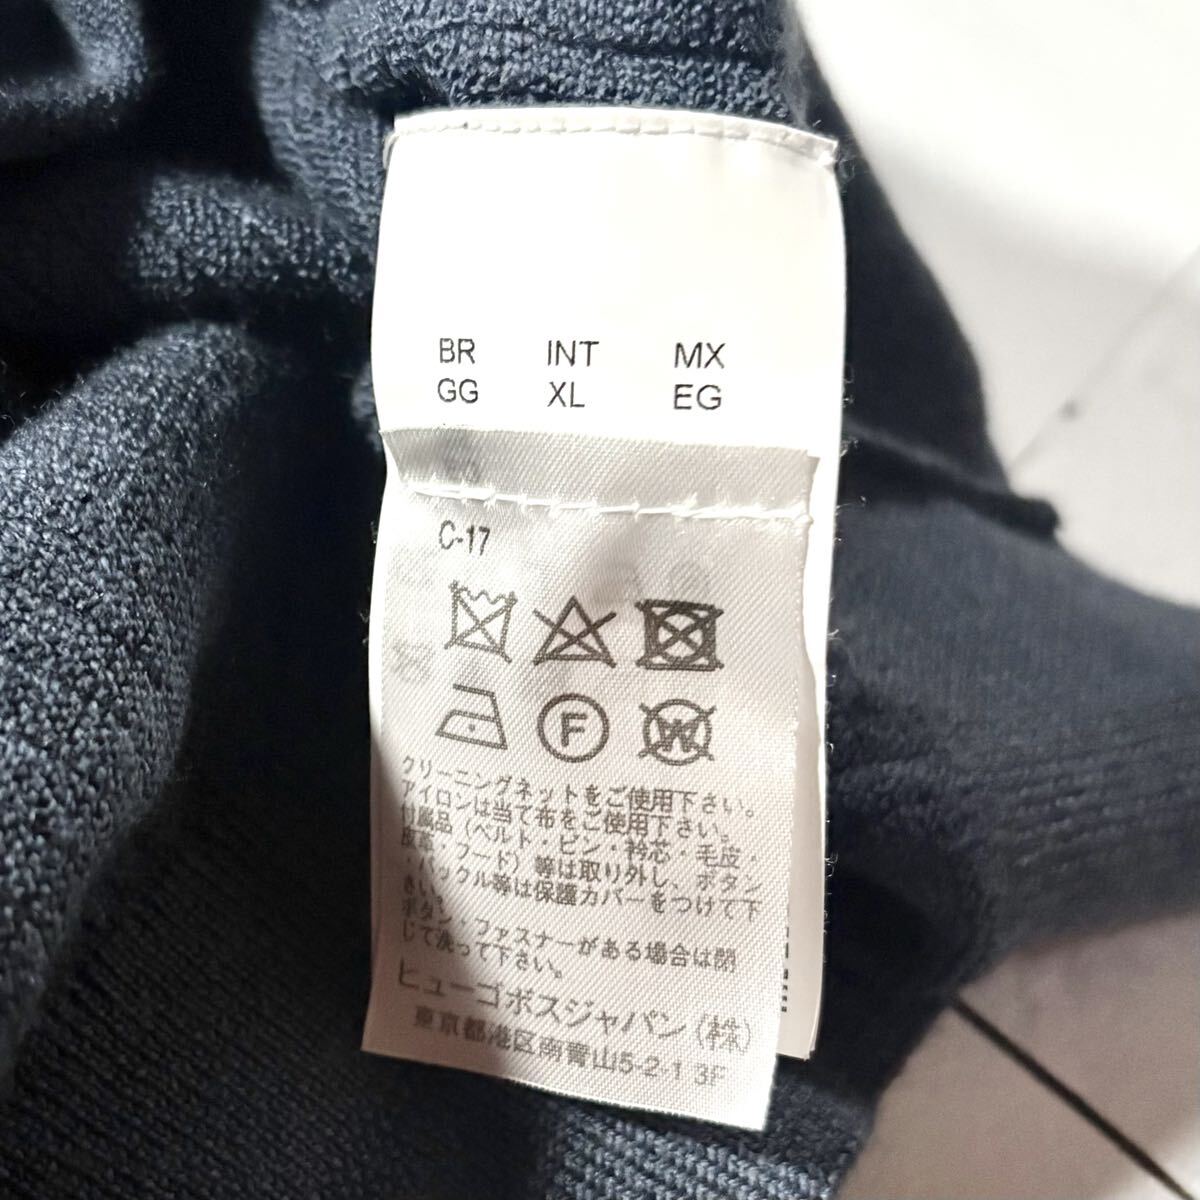 BR INT MX
GG XL EG
C-17
F W
クリーニングネットをご使用下さい。
アイロンは当て布をご使用下さい。
付属品(ベルト・ピン・衿芯・毛皮・
皮革・フード)等は取り外し、ボタン
・バックル等は保護カバーをつけて下
さい。
ボタン・ファスナーがある場合は閉
じて洗って下さい。
ヒューゴボスジャパン(株)
東京都港区南青山5-2-1 3F